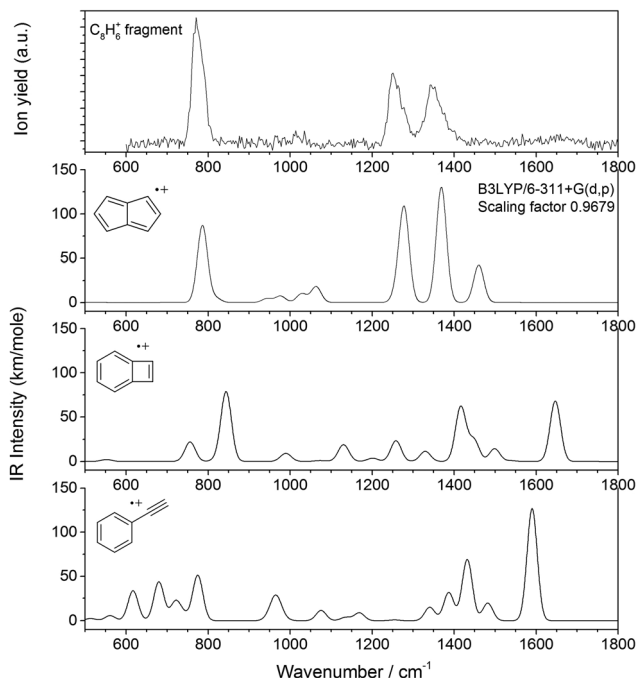 Ion yield (a.u.)
C8H6+ fragment
600 800 1000 1200 1400 1600 1800
IR Intensity (km/mole)
150
100
50
0
•+
B3LYP/6-311+G(d,p)
Scaling factor 0.9679
600 800 1000 1200 1400 1600 1800
150
100
50
0
•+
600 800 1000 1200 1400 1600 1800
150
100
50
0
•+
600 800 1000 1200 1400 1600 1800
Wavenumber / cm-1